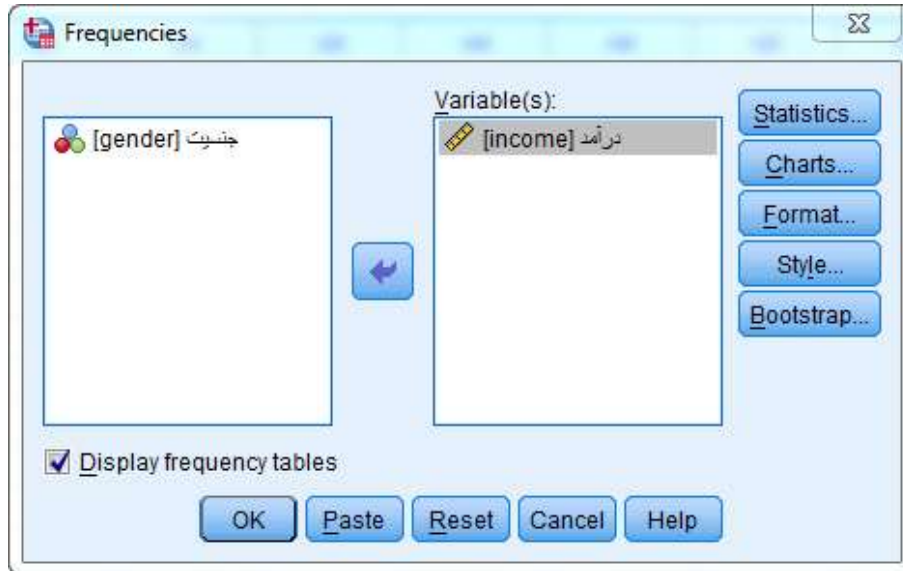 Frequencies
Variable(s):
جنسیت [gender]
درآمد [income]
Statistics...
Charts...
Format...
Style...
Bootstrap...
Display frequency tables
OK Paste Reset Cancel Help